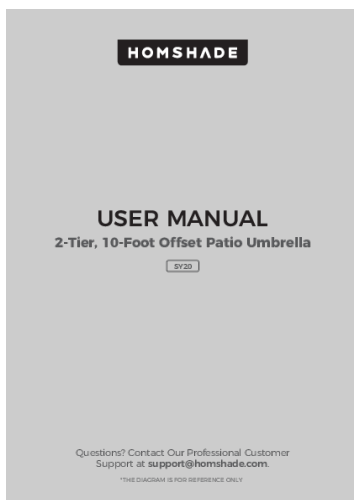 HOMSHADE
USER MANUAL
2-Tier, 10-Foot Offset Patio Umbrella
SY20
Questions? Contact Our Professional Customer
Support at support@homshade.com.
*THE DIAGRAM IS FOR REFERENCE ONLY